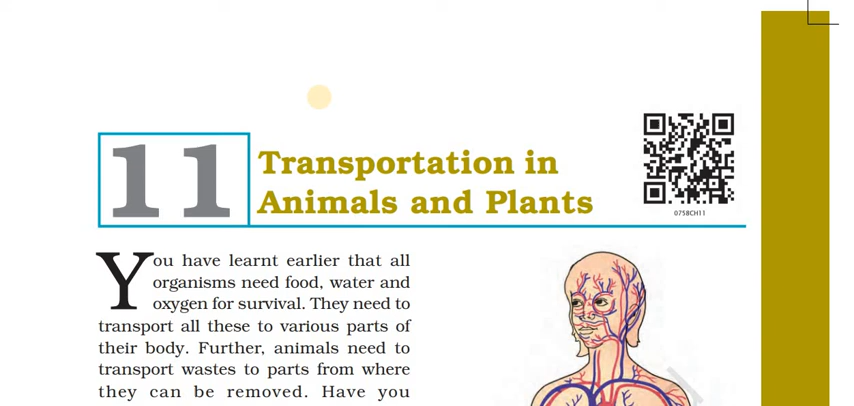 11
Transportation in
Animals and Plants
0758CH11
You have learnt earlier that all
organisms need food, water and
oxygen for survival. They need to
transport all these to various parts of
their body. Further, animals need to
transport wastes to parts from where
they can be removed. Have you